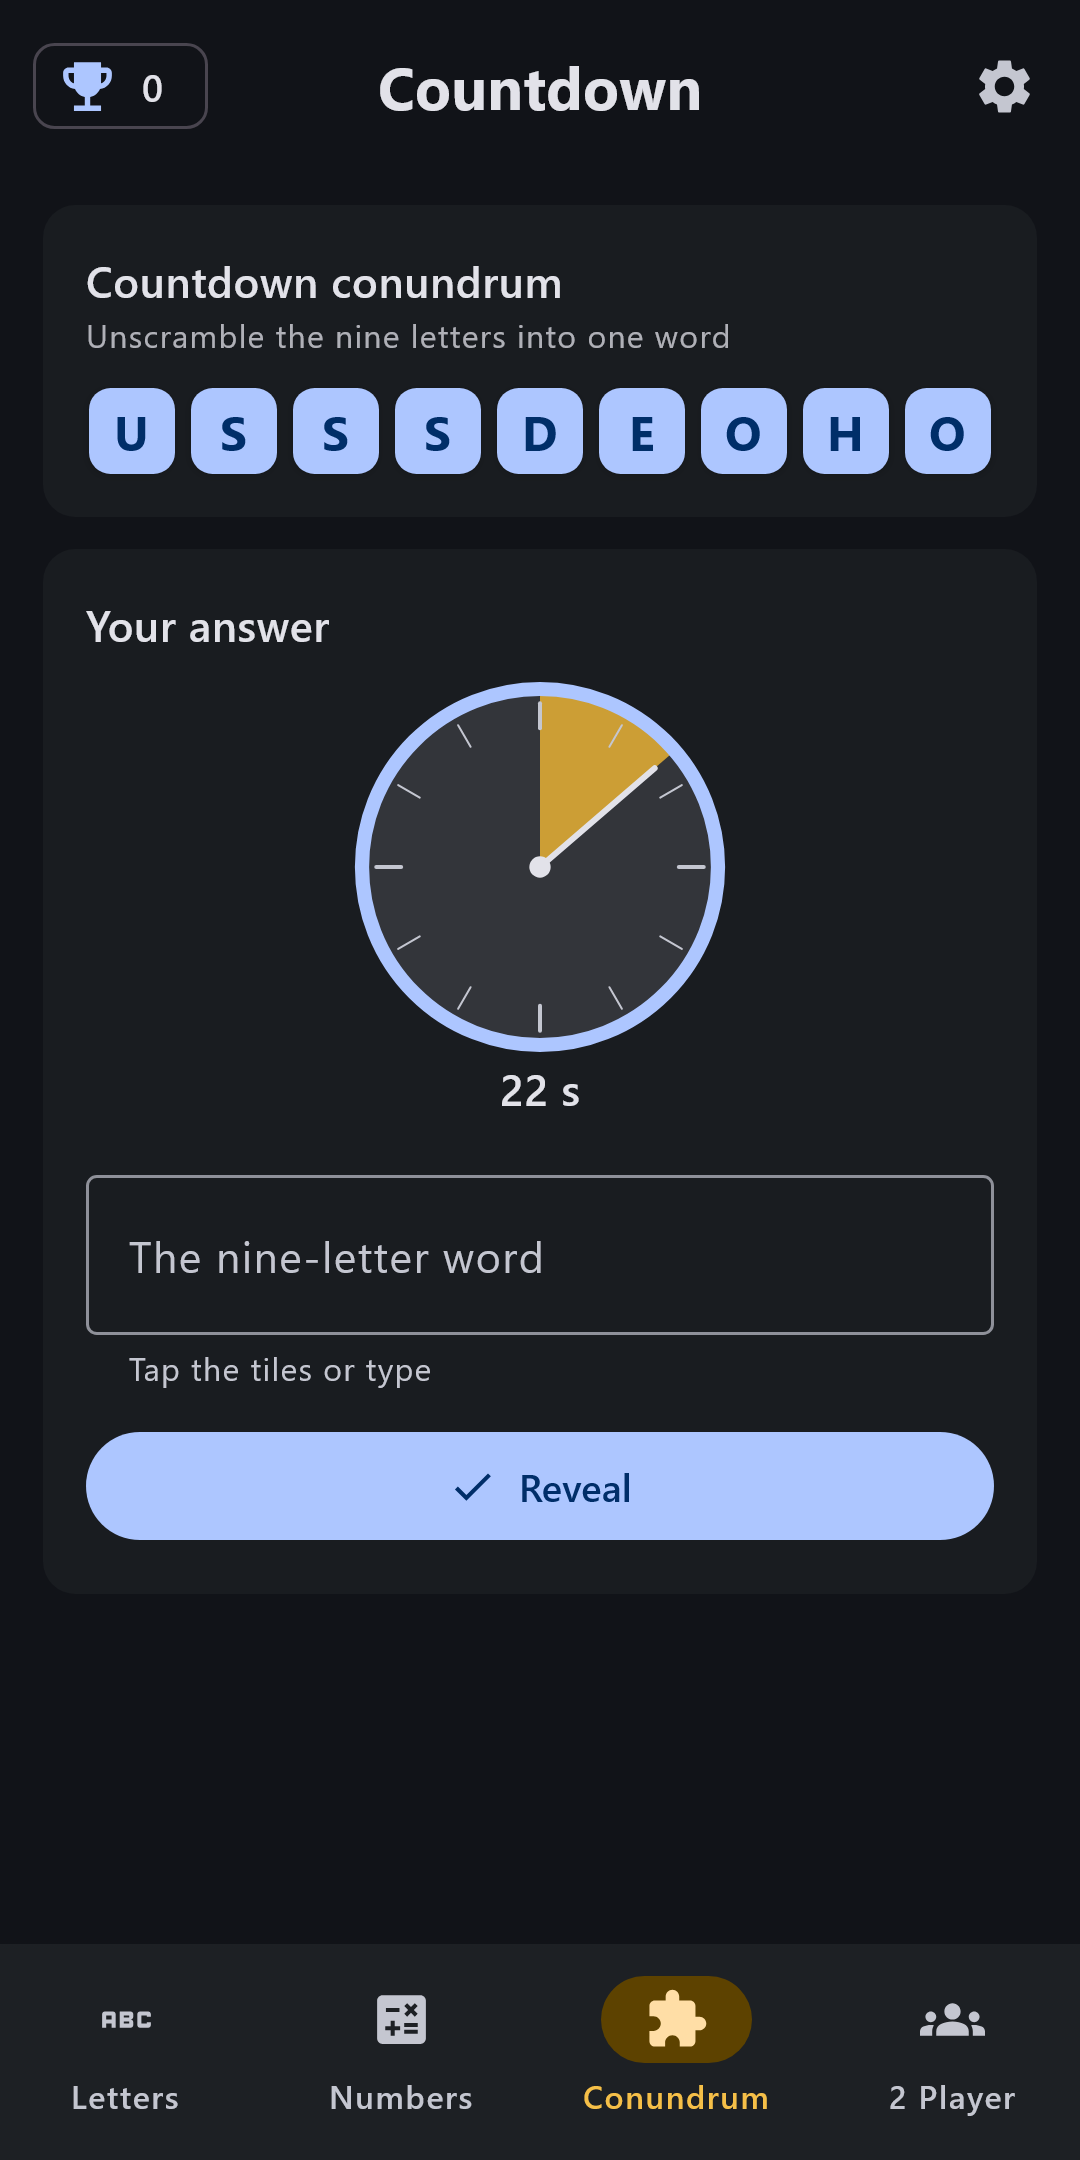 0
Countdown
Countdown conundrum
Unscramble the nine letters into one word
U S S S D E O H O
Your answer
22 s
The nine-letter word
Tap the tiles or type
Reveal
ABC
Letters
Numbers
Conundrum
2 Player